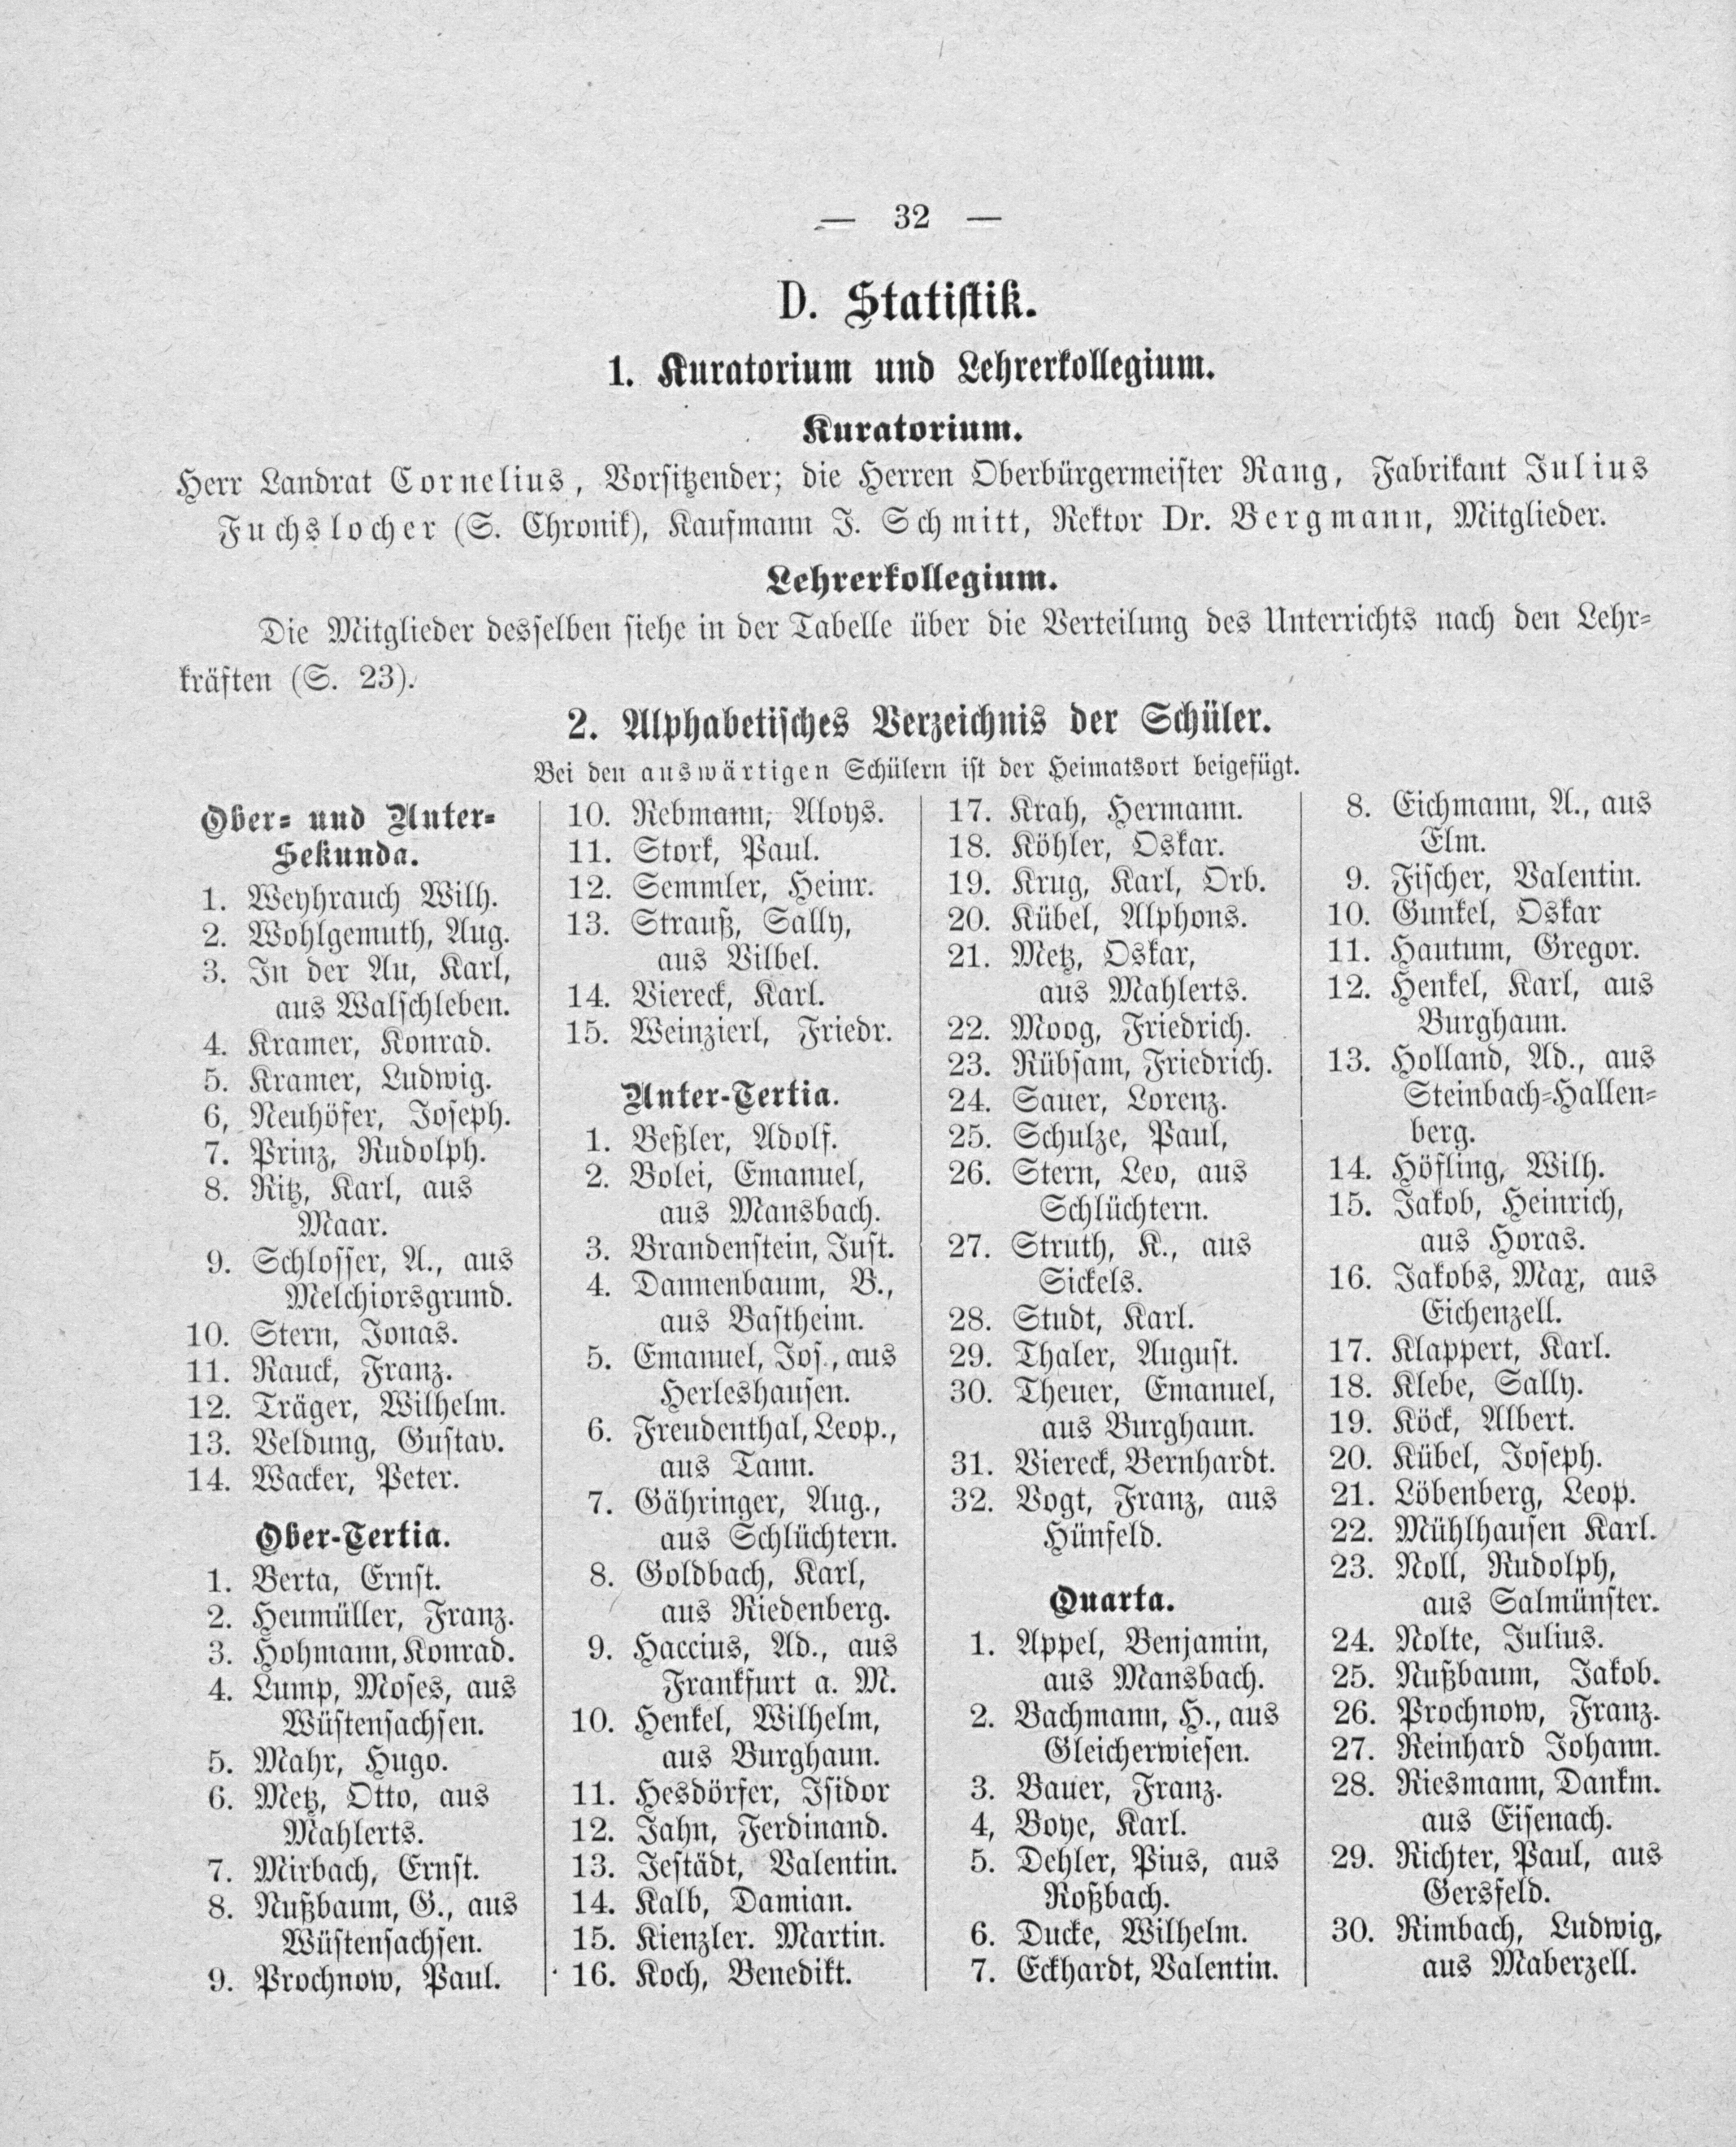 — 32 —
D. Statistik.
1. Kuratorium und Lehrerkollegium.
Kuratorium.
Herr Landrat Cornelius, Vorsitzender; die Herren Oberbürgermeister Rang, Fabrikant Julius
Fuchslocher (S. Chronik), Kaufmann J. Schmitt, Rektor Dr. Bergmann, Mitglieder.
Lehrerkollegium.
Die Mitglieder desselben siehe in der Tabelle über die Verteilung des Unterrichts nach den Lehr-
kräften (S. 23).
2. Alphabetisches Verzeichnis der Schüler.
Bei den auswärtigen Schülern ist der Heimatsort beigefügt.
Ober- und Unter-
Sekunda.
1. Weyhrauch Wilh.
2. Wohlgemuth, Aug.
3. In der Au, Karl,
aus Walschleben.
4. Kramer, Konrad.
5. Kramer, Ludwig.
6, Neuhöfer, Joseph.
7. Prinz, Rudolph.
8. Ritz, Karl, aus
Maar.
9. Schlosser, A., aus
Melchiorsgrund.
10. Stern, Jonas.
11. Rauck, Franz.
12. Träger, Wilhelm.
13. Veldung, Gustav.
14. Wacker, Peter.
Ober-Tertia.
1. Berta, Ernst.
2. Heumüller, Franz.
3. Hohmann, Konrad.
4. Lump, Moses, aus
Wüstensachsen.
5. Mahr, Hugo.
6. Metz, Otto, aus
Mahlerts.
7. Mirbach, Ernst.
8. Nußbaum, G., aus
Wüstensachsen.
9. Prochnow, Paul.
10. Rebmann, Aloys.
11. Stork, Paul.
12. Semmler, Heinr.
13. Strauß, Sally,
aus Vilbel.
14. Viereck, Karl.
15. Weinzierl, Friedr.
Unter-Tertia.
1. Beßler, Adolf.
2. Bolei, Emanuel,
aus Mansbach.
3. Brandenstein, Just.
4. Dannenbaum, B.,
aus Bastheim.
5. Emanuel, Jos., aus
Herleshausen.
6. Freudenthal, Leop.,
aus Tann.
7. Gähringer, Aug.,
aus Schlüchtern.
8. Goldbach, Karl,
aus Riedenberg.
9. Haccius, Ad., aus
Frankfurt a. M.
10. Henkel, Wilhelm,
aus Burghaun.
11. Hesdörfer, Isidor
12. Jahn, Ferdinand.
13. Jestädt, Valentin.
14. Kalb, Damian.
15. Kienzler. Martin.
16. Koch, Benedikt.
17. Krah, Hermann.
18. Köhler, Oskar.
19. Krug, Karl, Orb.
20. Kübel, Alphons.
21. Metz, Oskar,
aus Mahlerts.
22. Moog, Friedrich.
23. Rübsam, Friedrich.
24. Sauer, Lorenz.
25. Schulze, Paul,
26. Stern, Leo, aus
Schlüchtern.
27. Struth, K., aus
Sickels.
28. Studt, Karl.
29. Thaler, August.
30. Theuer, Emanuel,
aus Burghaun.
31. Viereck, Bernhardt.
32. Vogt, Franz, aus
Hünfeld.
Quarta.
1. Appel, Benjamin,
aus Mansbach.
2. Bachmann, H., aus
Gleicherwiesen.
3. Bauer, Franz.
4, Boye, Karl.
5. Dehler, Pius, aus
Roßbach.
6. Ducke, Wilhelm.
7. Eckhardt, Valentin.
8. Eichmann, A., aus
Elm.
9. Fischer, Valentin.
10. Gunkel, Oskar
11. Hautum, Gregor.
12. Henkel, Karl, aus
Burghaun.
13. Holland, Ad., aus
Steinbach-Hallen-
berg.
14. Höfling, Wilh.
15. Jakob, Heinrich,
aus Horas.
16. Jakobs, Max, aus
Eichenzell.
17. Klappert, Karl.
18. Klebe, Sally.
19. Köck, Albert.
20. Kübel, Joseph.
21. Löbenberg, Leop.
22. Mühlhausen Karl.
23. Noll, Rudolph,
aus Salmünster.
24. Nolte, Julius.
25. Nußbaum, Jakob.
26. Prochnow, Franz.
27. Reinhard Johann.
28. Riesmann, Dankm.
aus Eisenach.
29. Richter, Paul, aus
Gersfeld.
30. Rimbach, Ludwig,
aus Maberzell.